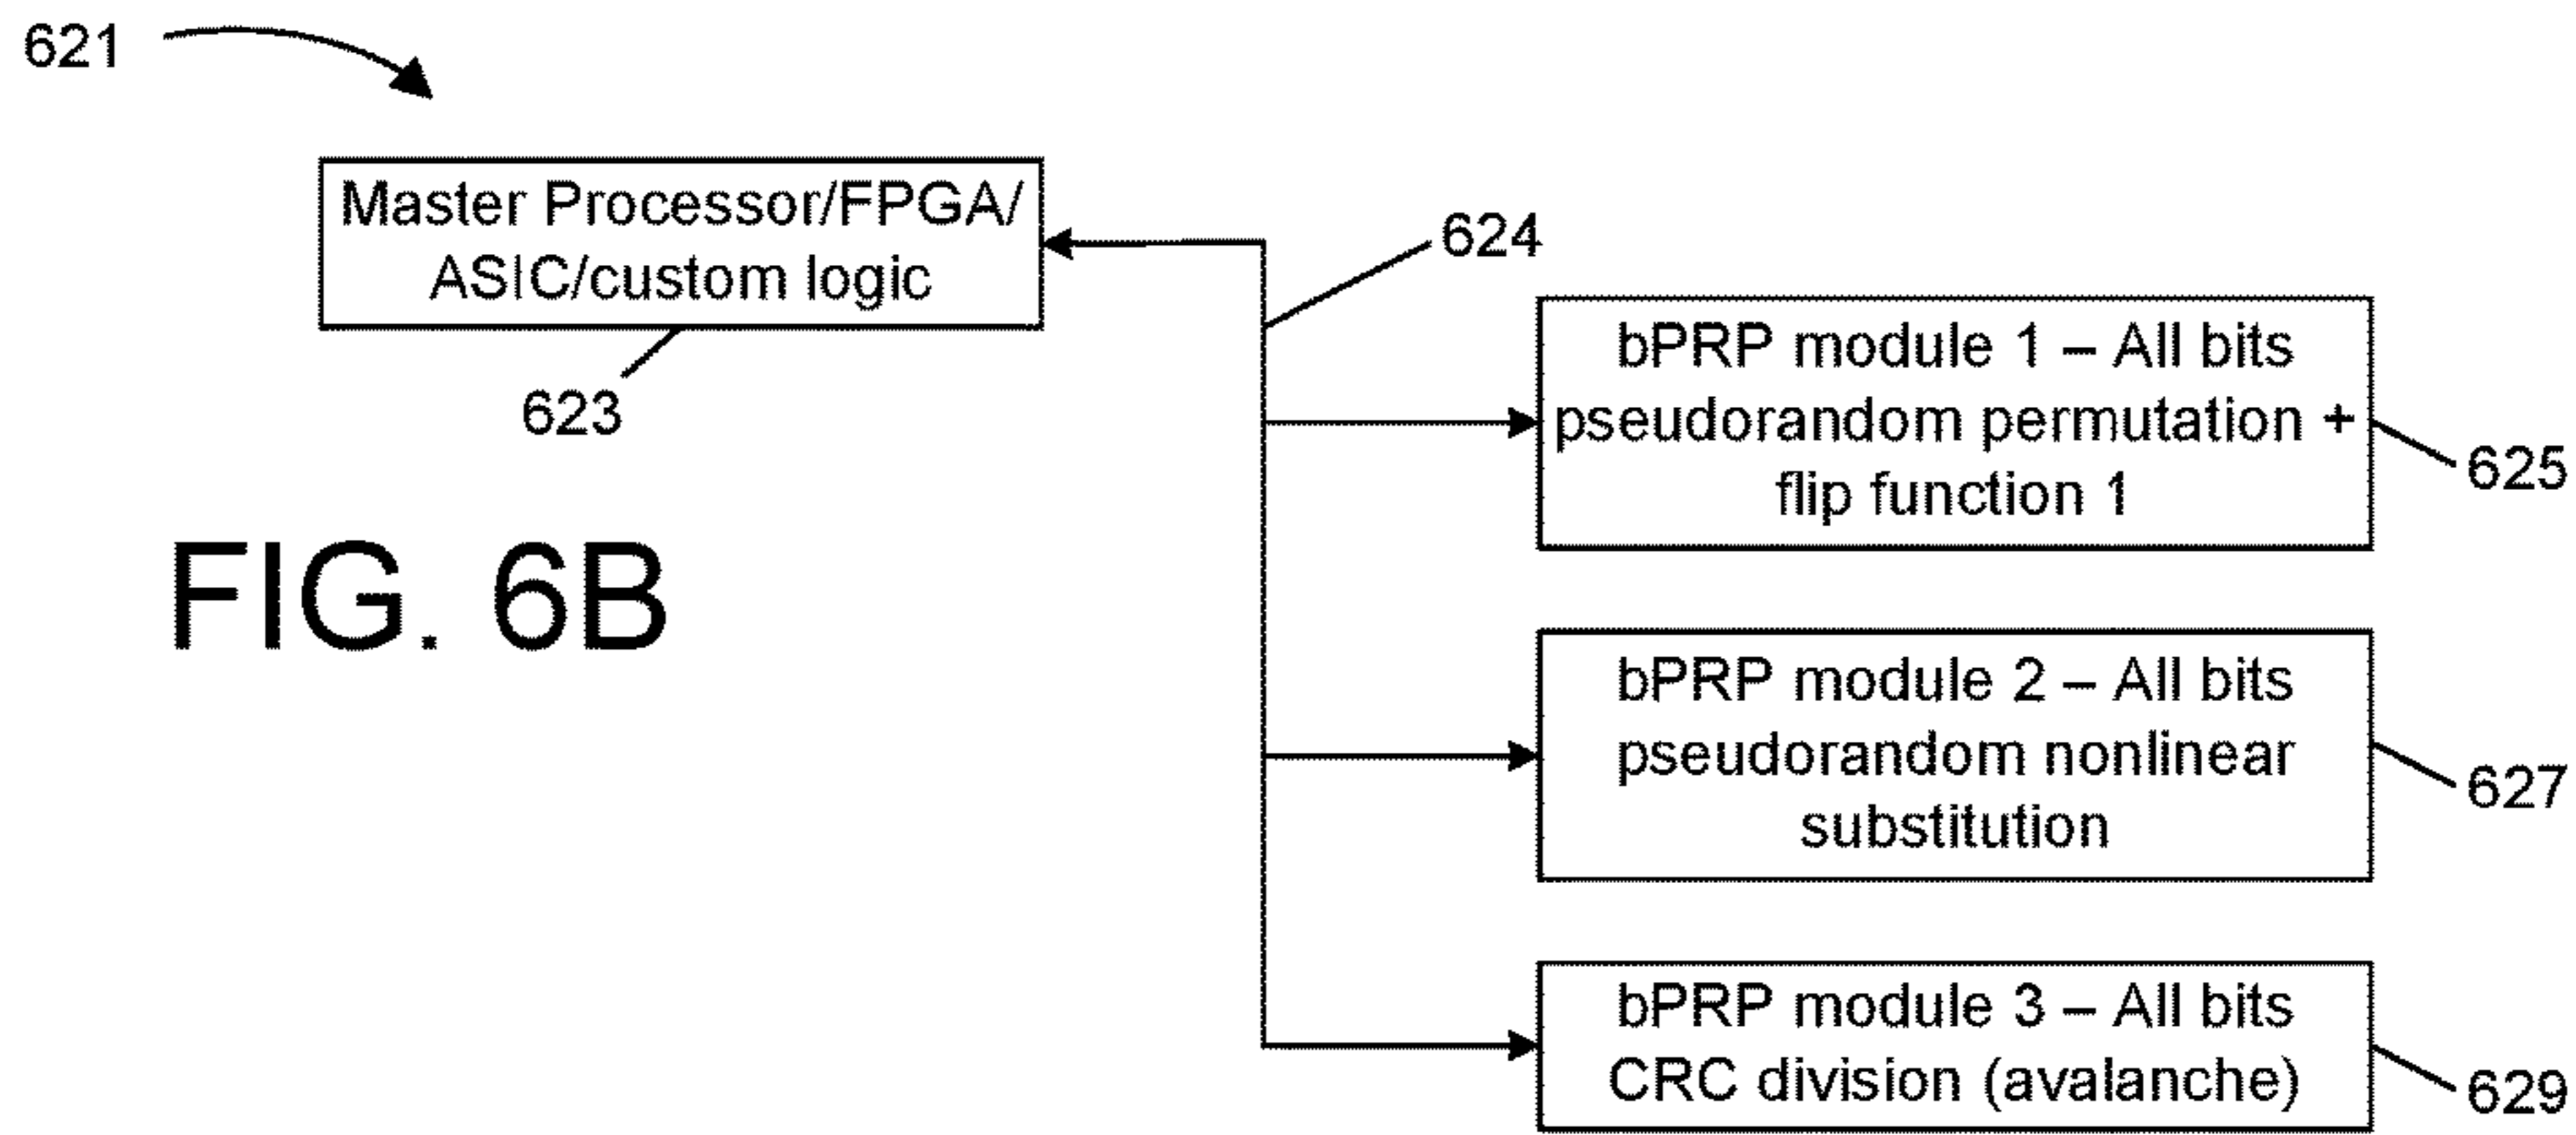 621
Master Processor/FPGA/
ASIC/custom logic
623
624
bPRP module 1 – All bits
pseudorandom permutation +
flip function 1
625
FIG. 6B
bPRP module 2 – All bits
pseudorandom nonlinear
substitution
627
bPRP module 3 – All bits
CRC division (avalanche)
629